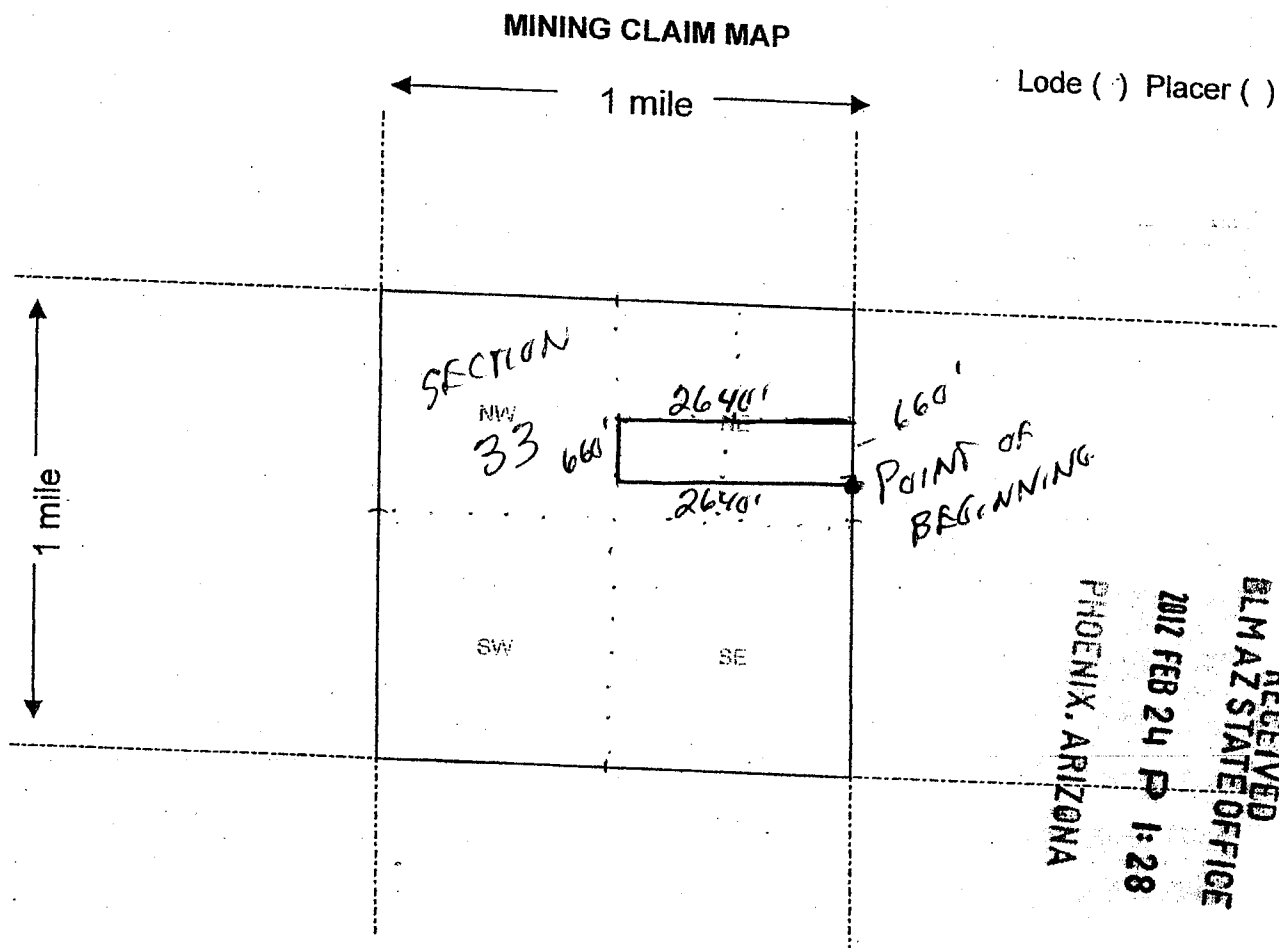 MINING CLAIM MAP
Lode ( ) Placer ( )
1 mile
1 mile
SECTION
NW
33
2640'
NE
660'
660'
2640'
POINT OF
BEGINNING
SW
SE
RECEIVED
BLM AZ STATE OFFICE
2012 FEB 24 P 1:28
PHOENIX, ARIZONA